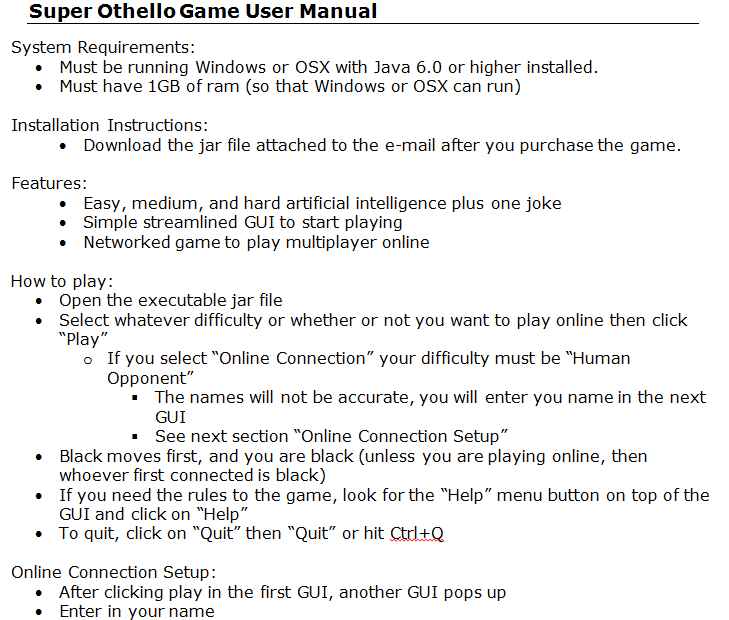 Super Othello Game User Manual
System Requirements:
• Must be running Windows or OSX with Java 6.0 or higher installed.
• Must have 1GB of ram (so that Windows or OSX can run)
Installation Instructions:
• Download the jar file attached to the e-mail after you purchase the game.
Features:
• Easy, medium, and hard artificial intelligence plus one joke
• Simple streamlined GUI to start playing
• Networked game to play multiplayer online
How to play:
• Open the executable jar file
• Select whatever difficulty or whether or not you want to play online then click
“Play”
o If you select “Online Connection” your difficulty must be “Human
Opponent”
▪ The names will not be accurate, you will enter you name in the next
GUI
▪ See next section “Online Connection Setup”
• Black moves first, and you are black (unless you are playing online, then
whoever first connected is black)
• If you need the rules to the game, look for the “Help” menu button on top of the
GUI and click on “Help”
• To quit, click on “Quit” then “Quit” or hit Ctrl+Q
Online Connection Setup:
• After clicking play in the first GUI, another GUI pops up
• Enter in your name